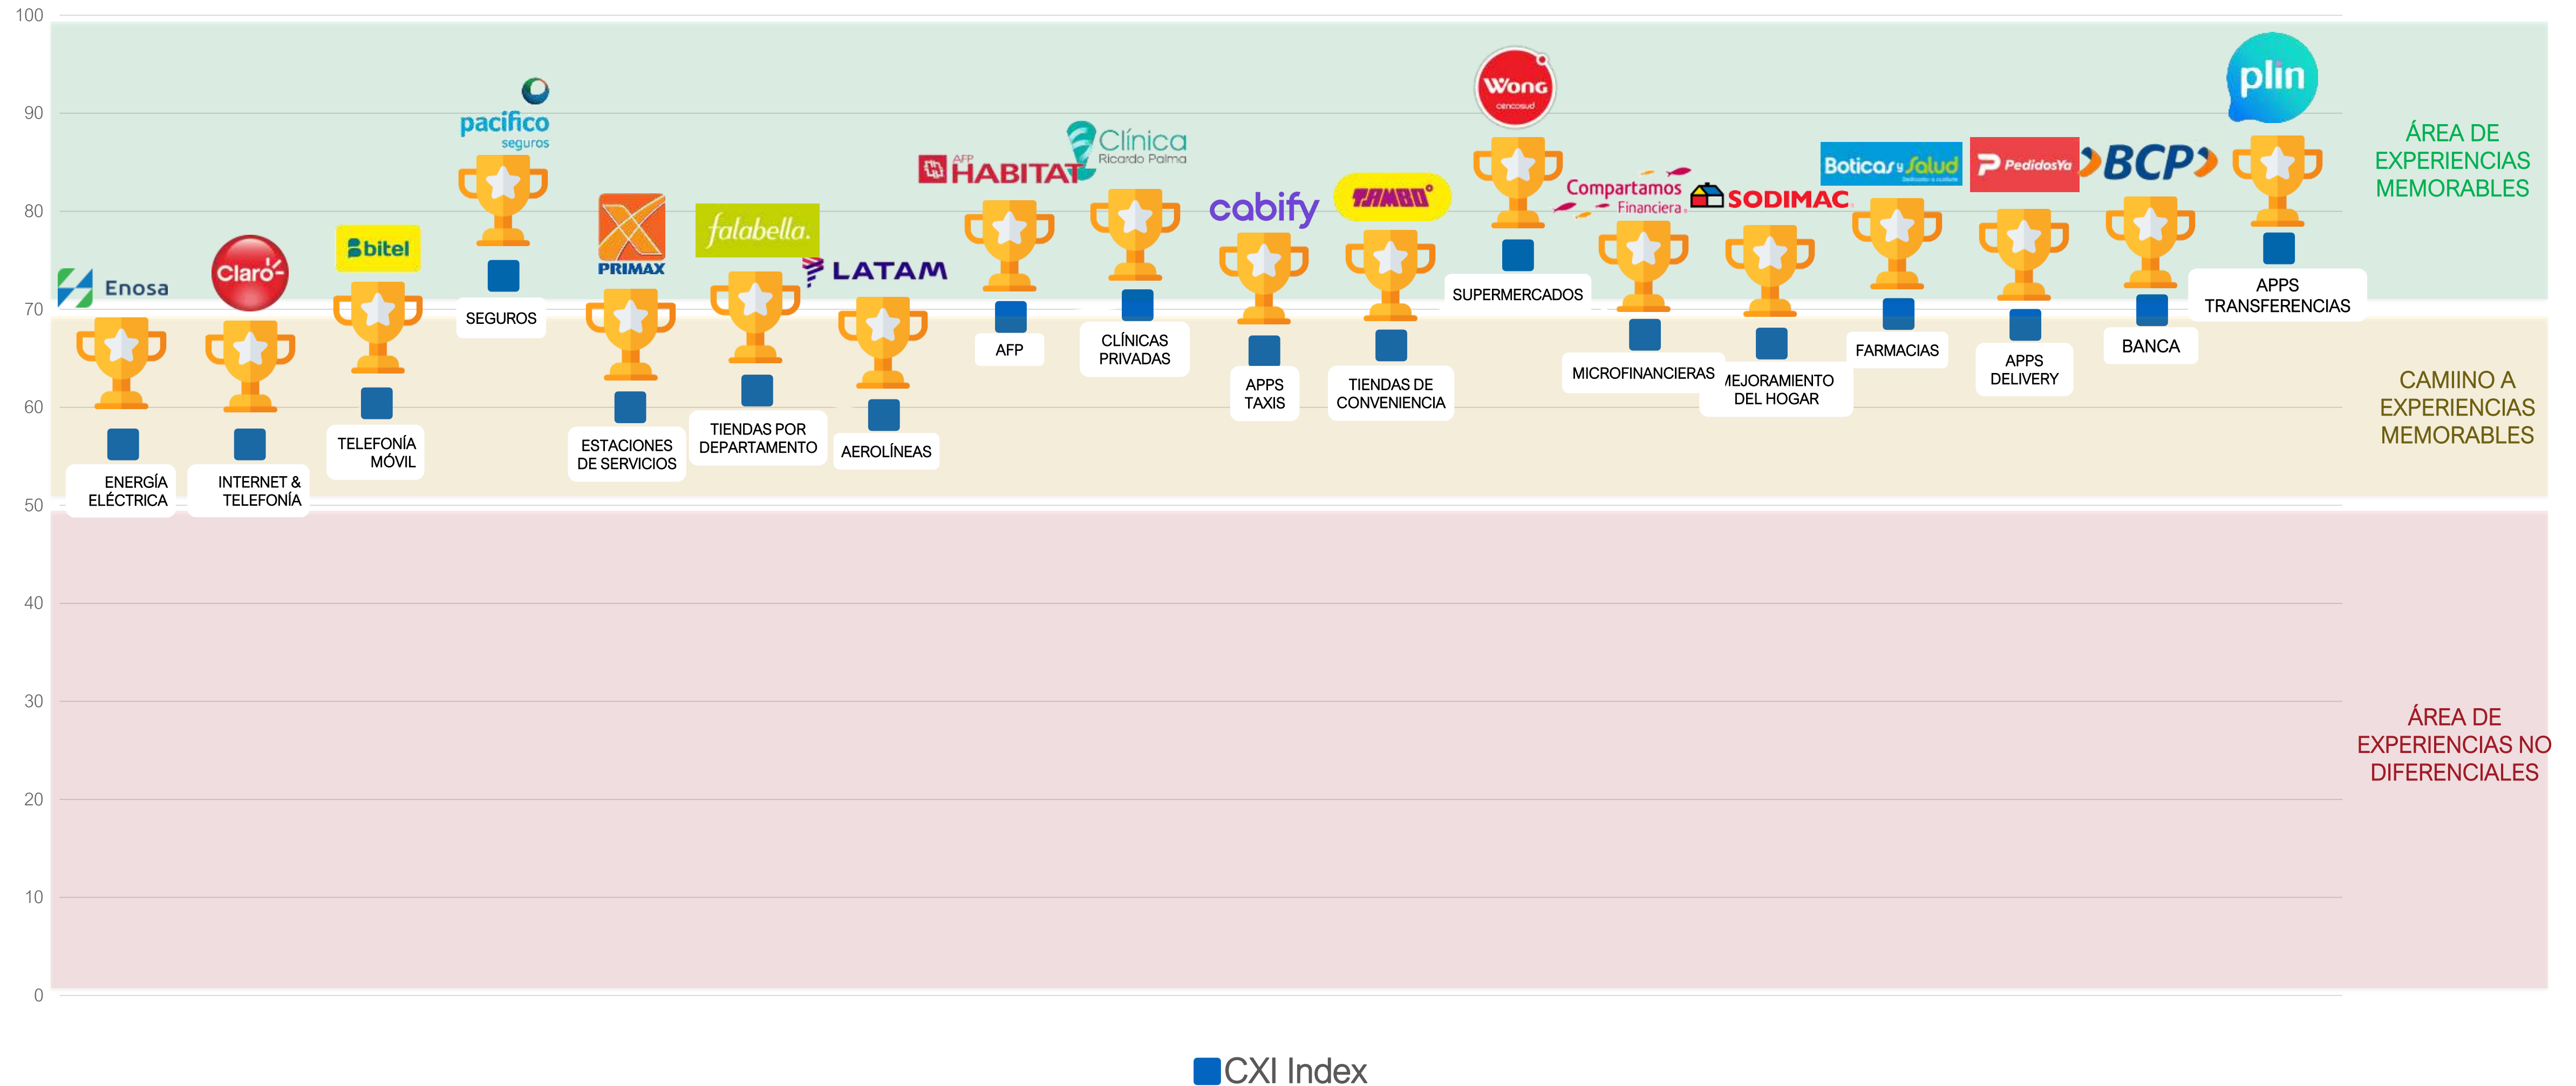 100
90
80
70
60
50
40
30
20
10
0
Enosa
Claro
bitel
pacifico
seguros
PRIMAX
falabella.
LATAM
AFP
HABITAT
Clínica
Ricardo Palma
cabify
TAMBO
Wong
cencosud
Compartamos
Financiera
SODIMAC
Boticas y Salud
PedidosYa
BCP
plin
ENERGÍA
ELÉCTRICA
INTERNET &
TELEFONÍA
TELEFONÍA
MÓVIL
SEGUROS
ESTACIONES
DE SERVICIOS
TIENDAS POR
DEPARTAMENTO
AEROLÍNEAS
AFP
CLÍNICAS
PRIVADAS
APPS
TAXIS
TIENDAS DE
CONVENIENCIA
SUPERMERCADOS
MICROFINANCIERAS
MEJORAMIENTO
DEL HOGAR
FARMACIAS
APPS
DELIVERY
BANCA
APPS
TRANSFERENCIAS
ÁREA DE
EXPERIENCIAS
MEMORABLES
CAMIINO A
EXPERIENCIAS
MEMORABLES
ÁREA DE
EXPERIENCIAS NO
DIFERENCIALES
CXI Index